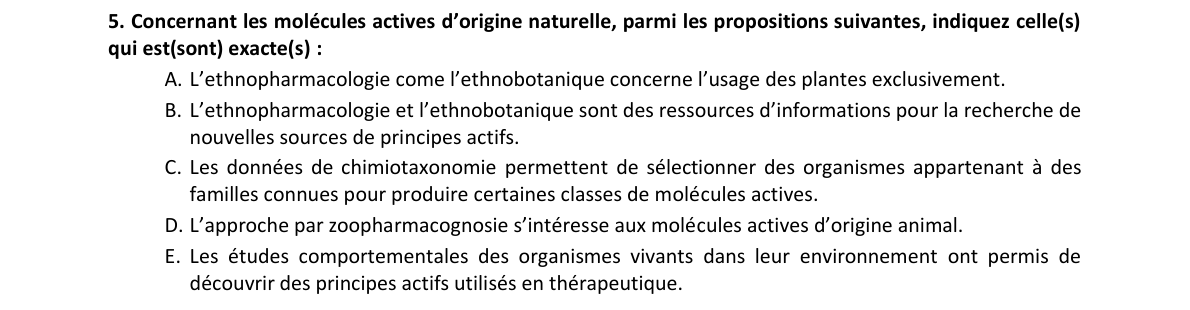 5. Concernant les molécules actives d’origine naturelle, parmi les propositions suivantes, indiquez celle(s)
qui est(sont) exacte(s) :
A. L’ethnopharmacologie come l’ethnobotanique concerne l’usage des plantes exclusivement.
B. L’ethnopharmacologie et l’ethnobotanique sont des ressources d’informations pour la recherche de
nouvelles sources de principes actifs.
C. Les données de chimiotaxonomie permettent de sélectionner des organismes appartenant à des
familles connues pour produire certaines classes de molécules actives.
D. L’approche par zoopharmacognosie s’intéresse aux molécules actives d’origine animal.
E. Les études comportementales des organismes vivants dans leur environnement ont permis de
découvrir des principes actifs utilisés en thérapeutique.